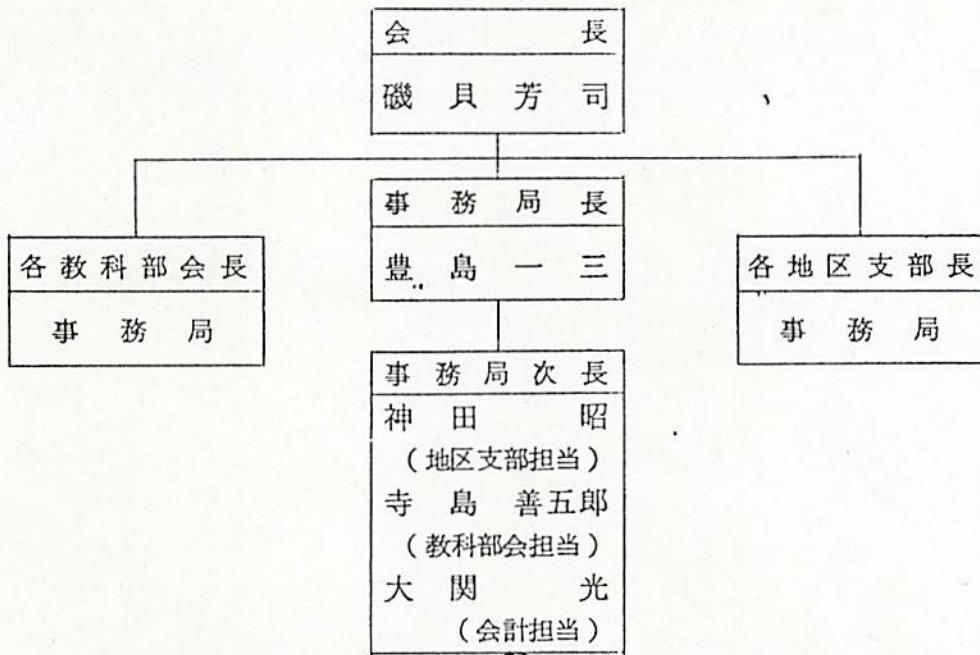 会長
磯貝芳司
事務局長
豊島一三
各教科部会長
事務局
各地区支部長
事務局
事務局次長
神田昭
(地区支部担当)
寺島善五郎
(教科部会担当)
大関光
(会計担当)